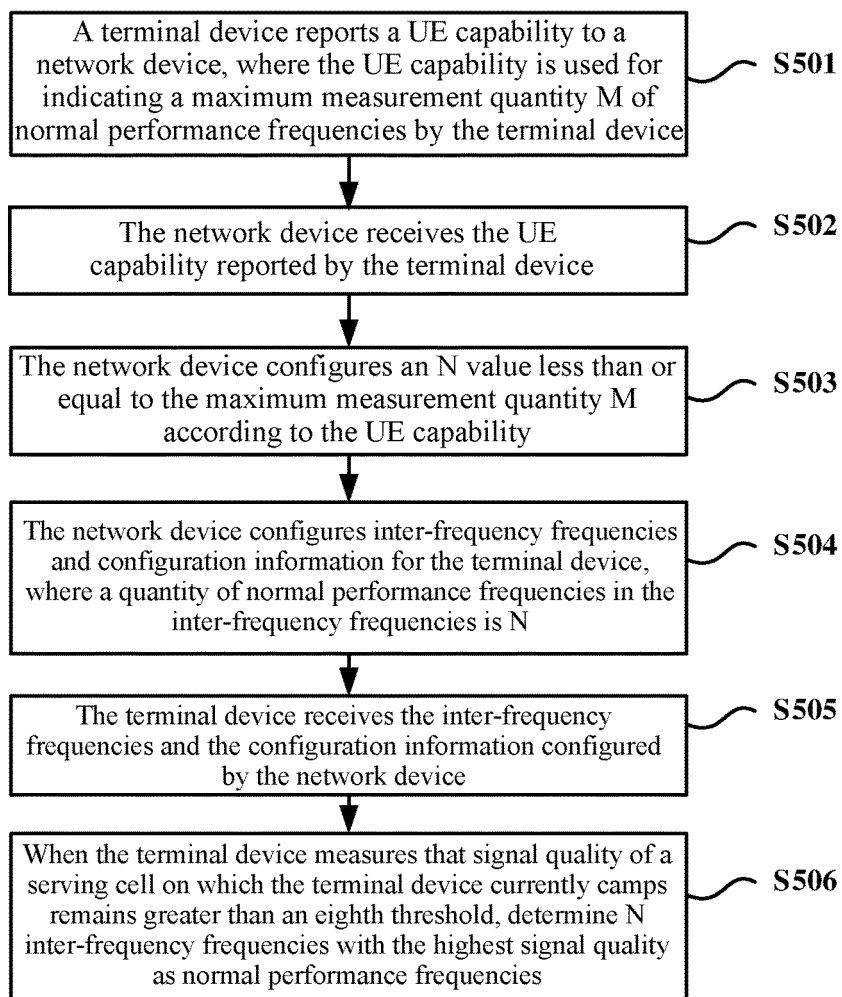 A terminal device reports a UE capability to a
network device, where the UE capability is used for
indicating a maximum measurement quantity M of
normal performance frequencies by the terminal device
S501
The network device receives the UE
capability reported by the terminal device
S502
The network device configures an N value less than or
equal to the maximum measurement quantity M
according to the UE capability
S503
The network device configures inter-frequency frequencies
and configuration information for the terminal device,
where a quantity of normal performance frequencies in the
inter-frequency frequencies is N
S504
The terminal device receives the inter-frequency
frequencies and the configuration information configured
by the network device
S505
When the terminal device measures that signal quality of a
serving cell on which the terminal device currently camps
remains greater than an eighth threshold, determine N
inter-frequency frequencies with the highest signal quality
as normal performance frequencies
S506